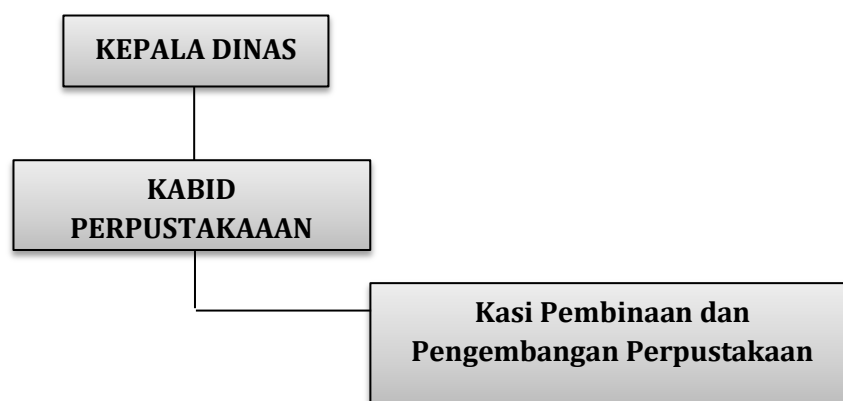 KEPALA DINAS
KABID
PERPUSTAKAAAN
Kasi Pembinaan dan
Pengembangan Perpustakaan